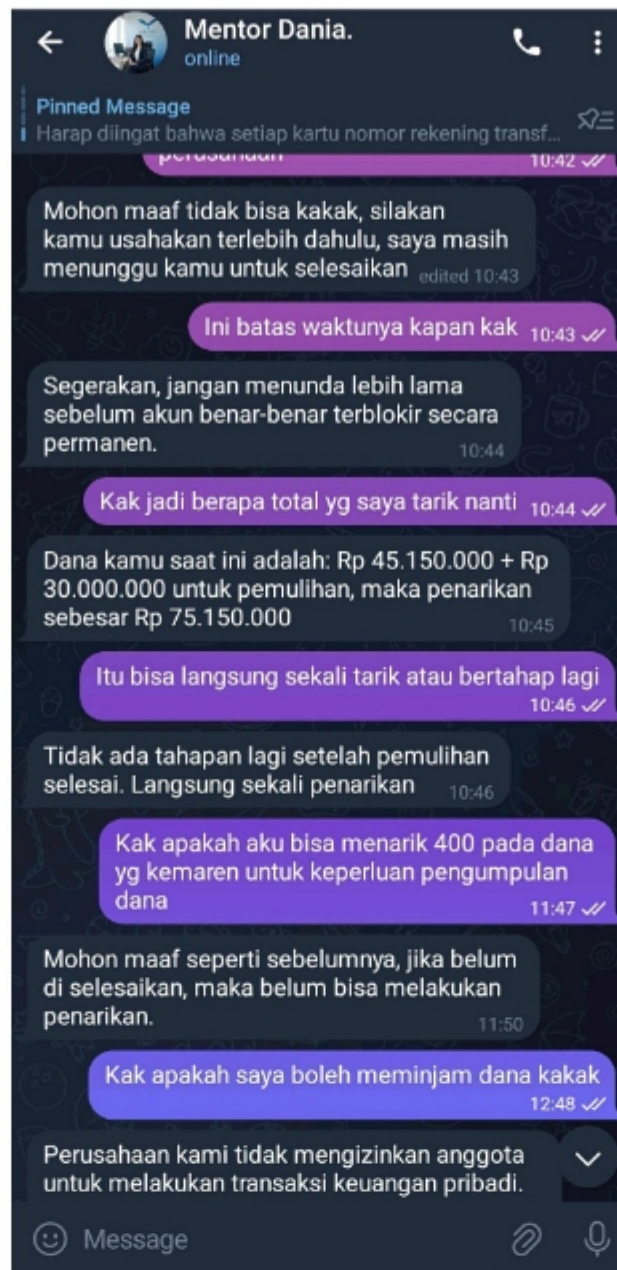 Mentor Dania.
online
Pinned Message
Harap diingat bahwa setiap kartu nomor rekening transf...
perusahaan
10:42
Mohon maaf tidak bisa kakak, silakan
kamu usahakan terlebih dahulu, saya masih
menunggu kamu untuk selesaikan edited 10:43
Ini batas waktunya kapan kak 10:43
Segerakan, jangan menunda lebih lama
sebelum akun benar-benar terblokir secara
permanen. 10:44
Kak jadi berapa total yg saya tarik nanti 10:44
Dana kamu saat ini adalah: Rp 45.150.000 + Rp
30.000.000 untuk pemulihan, maka penarikan
sebesar Rp 75.150.000 10:45
Itu bisa langsung sekali tarik atau bertahap lagi
10:46
Tidak ada tahapan lagi setelah pemulihan
selesai. Langsung sekali penarikan 10:46
Kak apakah aku bisa menarik 400 pada dana
yg kemaren untuk keperluan pengumpulan
dana
11:47
Mohon maaf seperti sebelumnya, jika belum
di selesaikan, maka belum bisa melakukan
penarikan. 11:50
Kak apakah saya boleh meminjam dana kakak
12:48
Perusahaan kami tidak mengizinkan anggota
untuk melakukan transaksi keuangan pribadi.
Message